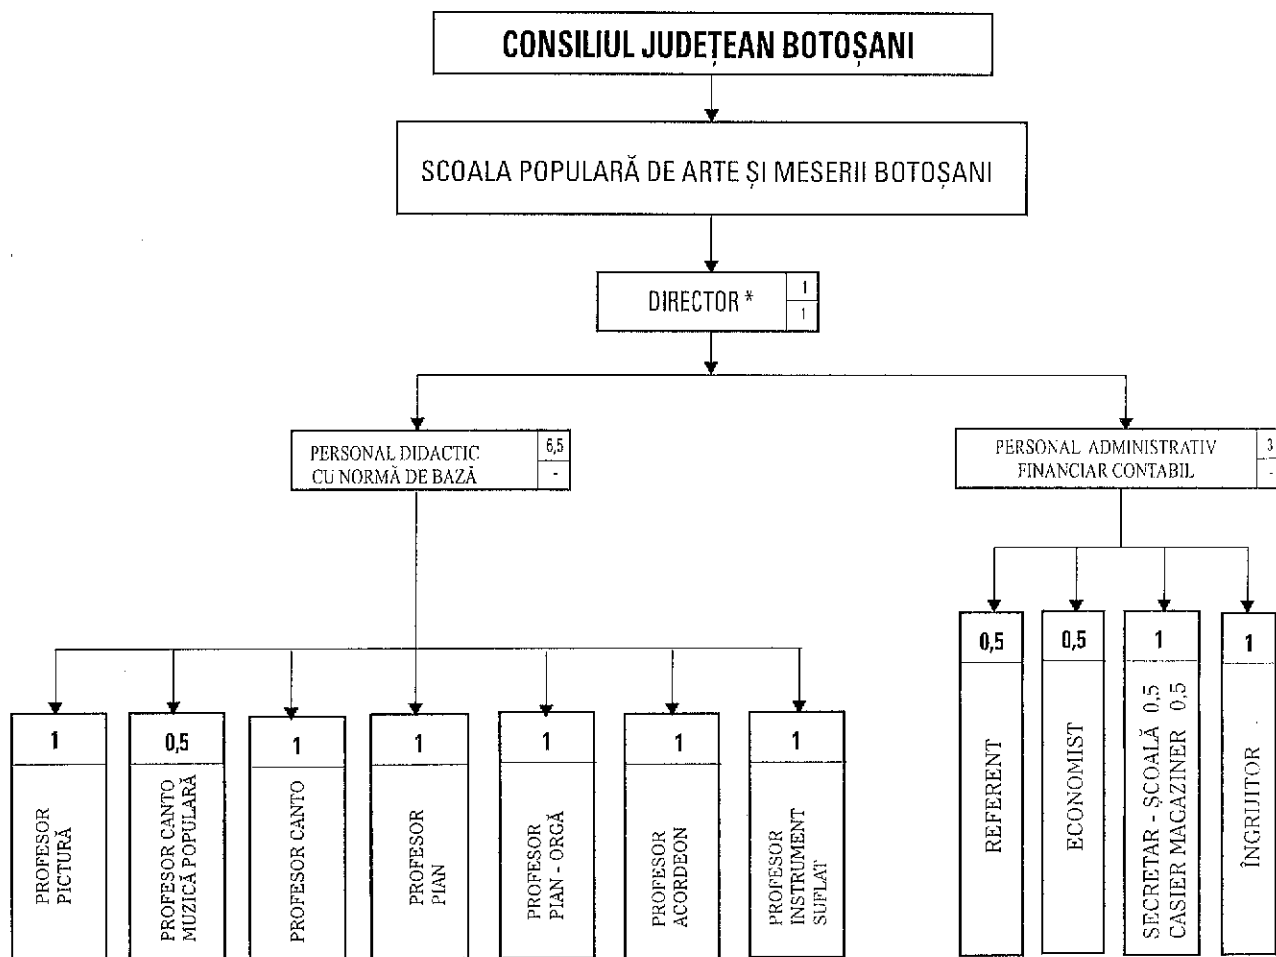 CONSILIUL JUDEȚEAN BOTOȘANI
SCOALA POPULARĂ DE ARTE ȘI MESERII BOTOȘANI
DIRECTOR *
1
1
PERSONAL DIDACTIC
CU NORMĂ DE BAZĂ
6,5
-
PERSONAL ADMINISTRATIV
FINANCIAR CONTABIL
3
-
1
PROFESOR
PICTURĂ
0,5
PROFESOR CANTO
MUZICĂ POPULARĂ
1
PROFESOR CANTO
1
PROFESOR
PIAN
1
PROFESOR
PIAN - ORGĂ
1
PROFESOR
ACORDEON
1
PROFESOR
INSTRUMENT
SUFLAT
0,5
REFERENT
0,5
ECONOMIST
1
SECRETAR - ȘCOALĂ 0,5
CASIER MAGAZINER 0,5
1
ÎNGRIJITOR